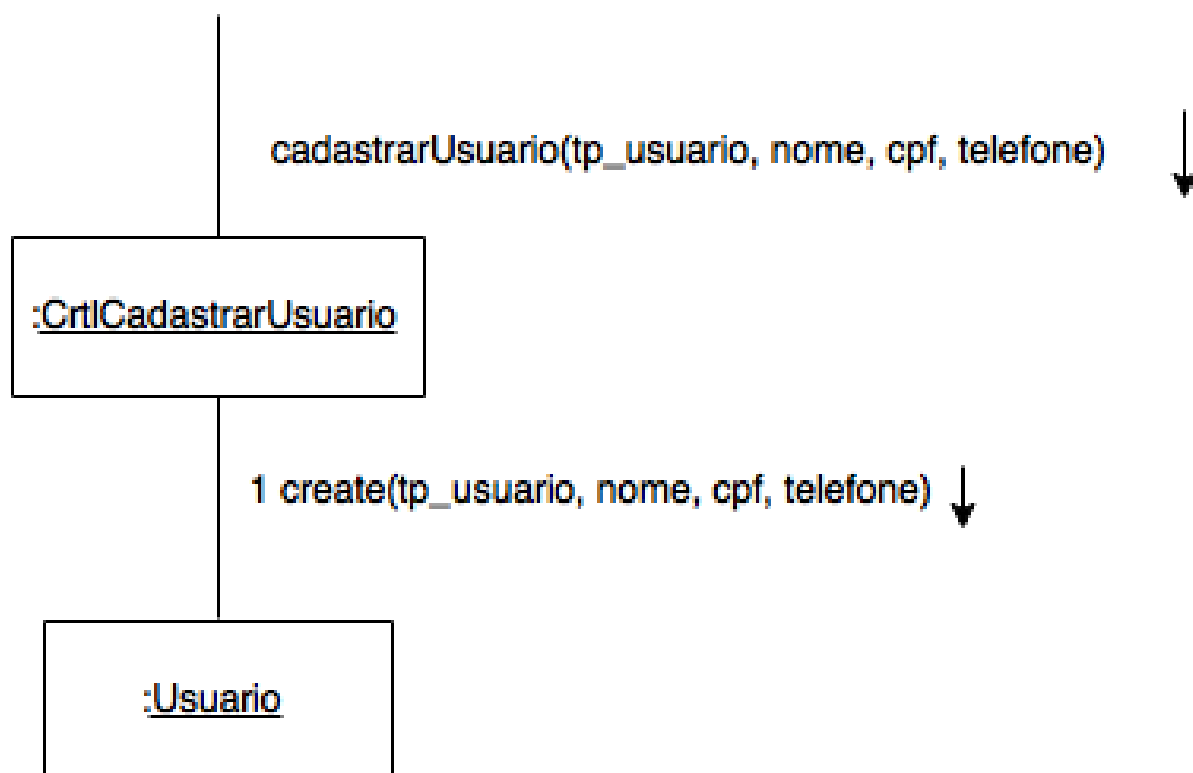 cadastrarUsuario(tp_usuario, nome, cpf, telefone)
:CrtlCadastrarUsuario
1 create(tp_usuario, nome, cpf, telefone)
:Usuario